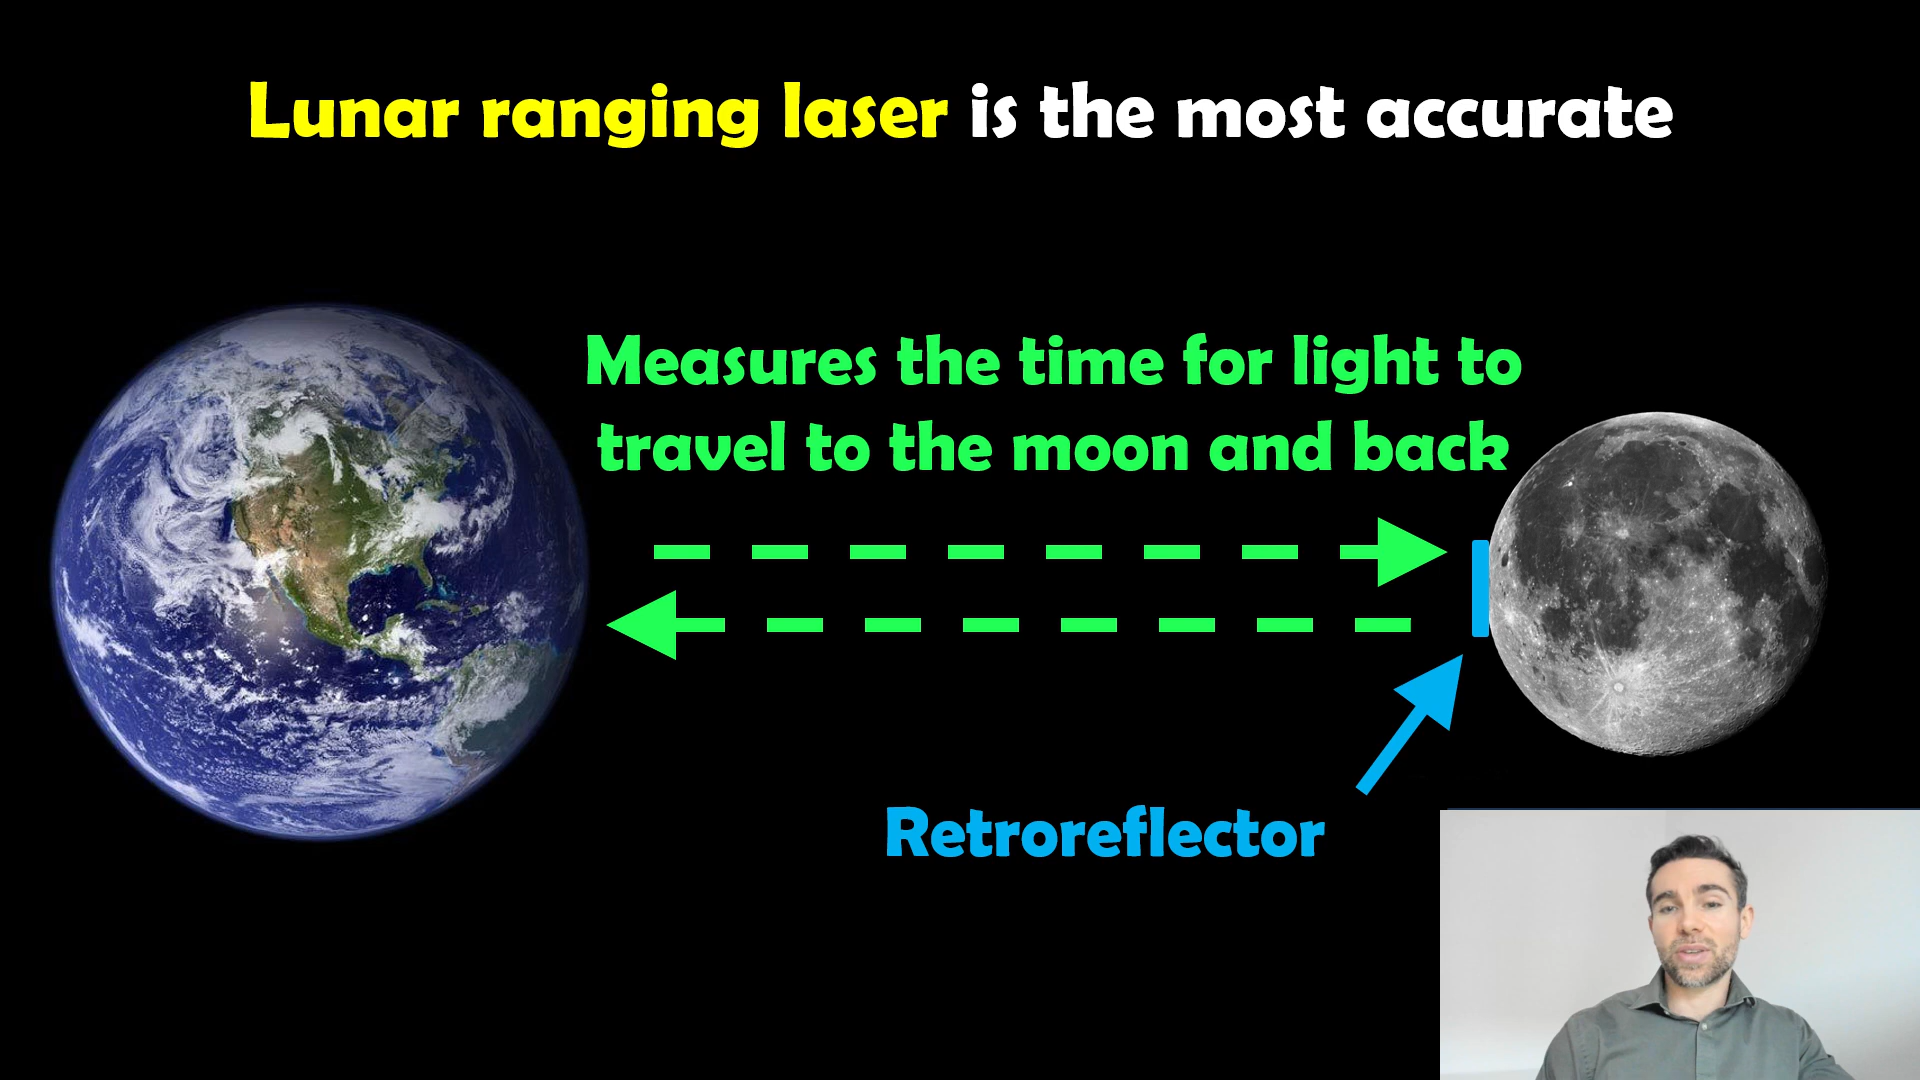 Lunar ranging laser is the most accurate
Measures the time for light to
travel to the moon and back
Retroreflector